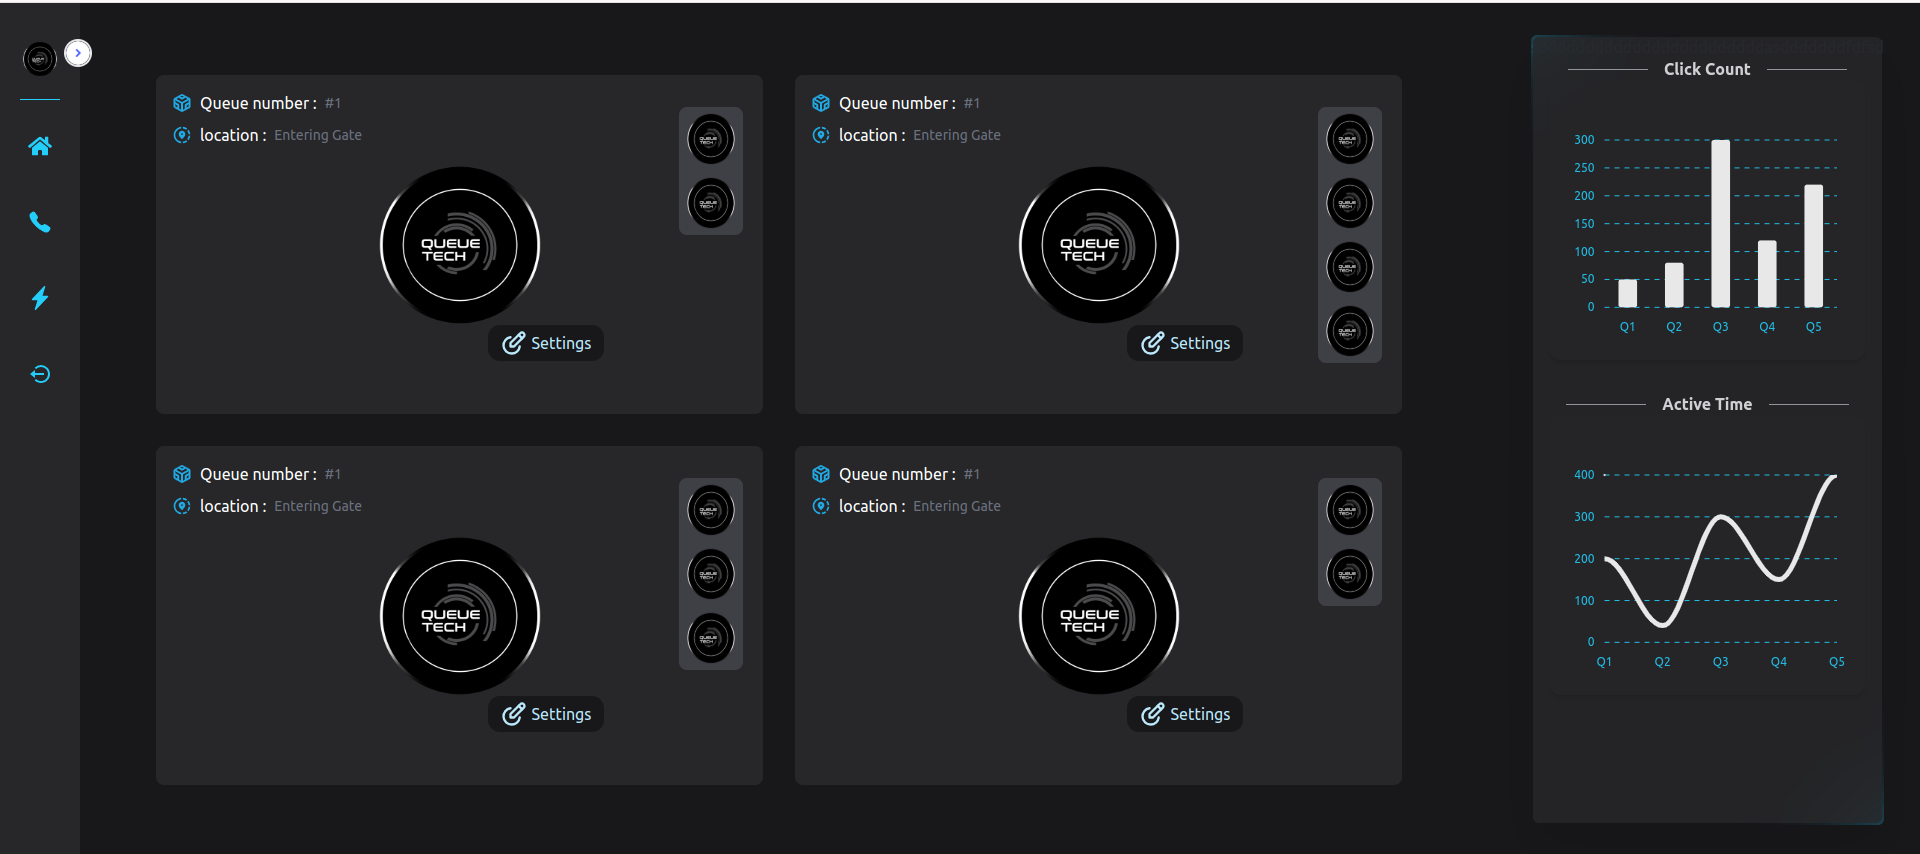 Queue number : #1
location : Entering Gate
QUEUE
TECH
Settings
Queue number : #1
location : Entering Gate
QUEUE
TECH
Settings
Queue number : #1
location : Entering Gate
QUEUE
TECH
Settings
Queue number : #1
location : Entering Gate
QUEUE
TECH
Settings
Click Count
300
250
200
150
100
50
0
Q1 Q2 Q3 Q4 Q5
Active Time
400
300
200
100
0
Q1 Q2 Q3 Q4 Q5